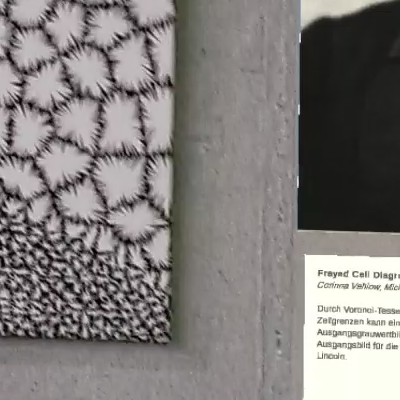 Frayed Cell Diagr
Corinna Vehlow, Mic
Durch Voronoi-Tesse
Zellgrenzen kann ein
Ausgangsgrauwertbil
Ausgangsbild für die
Lincoln.